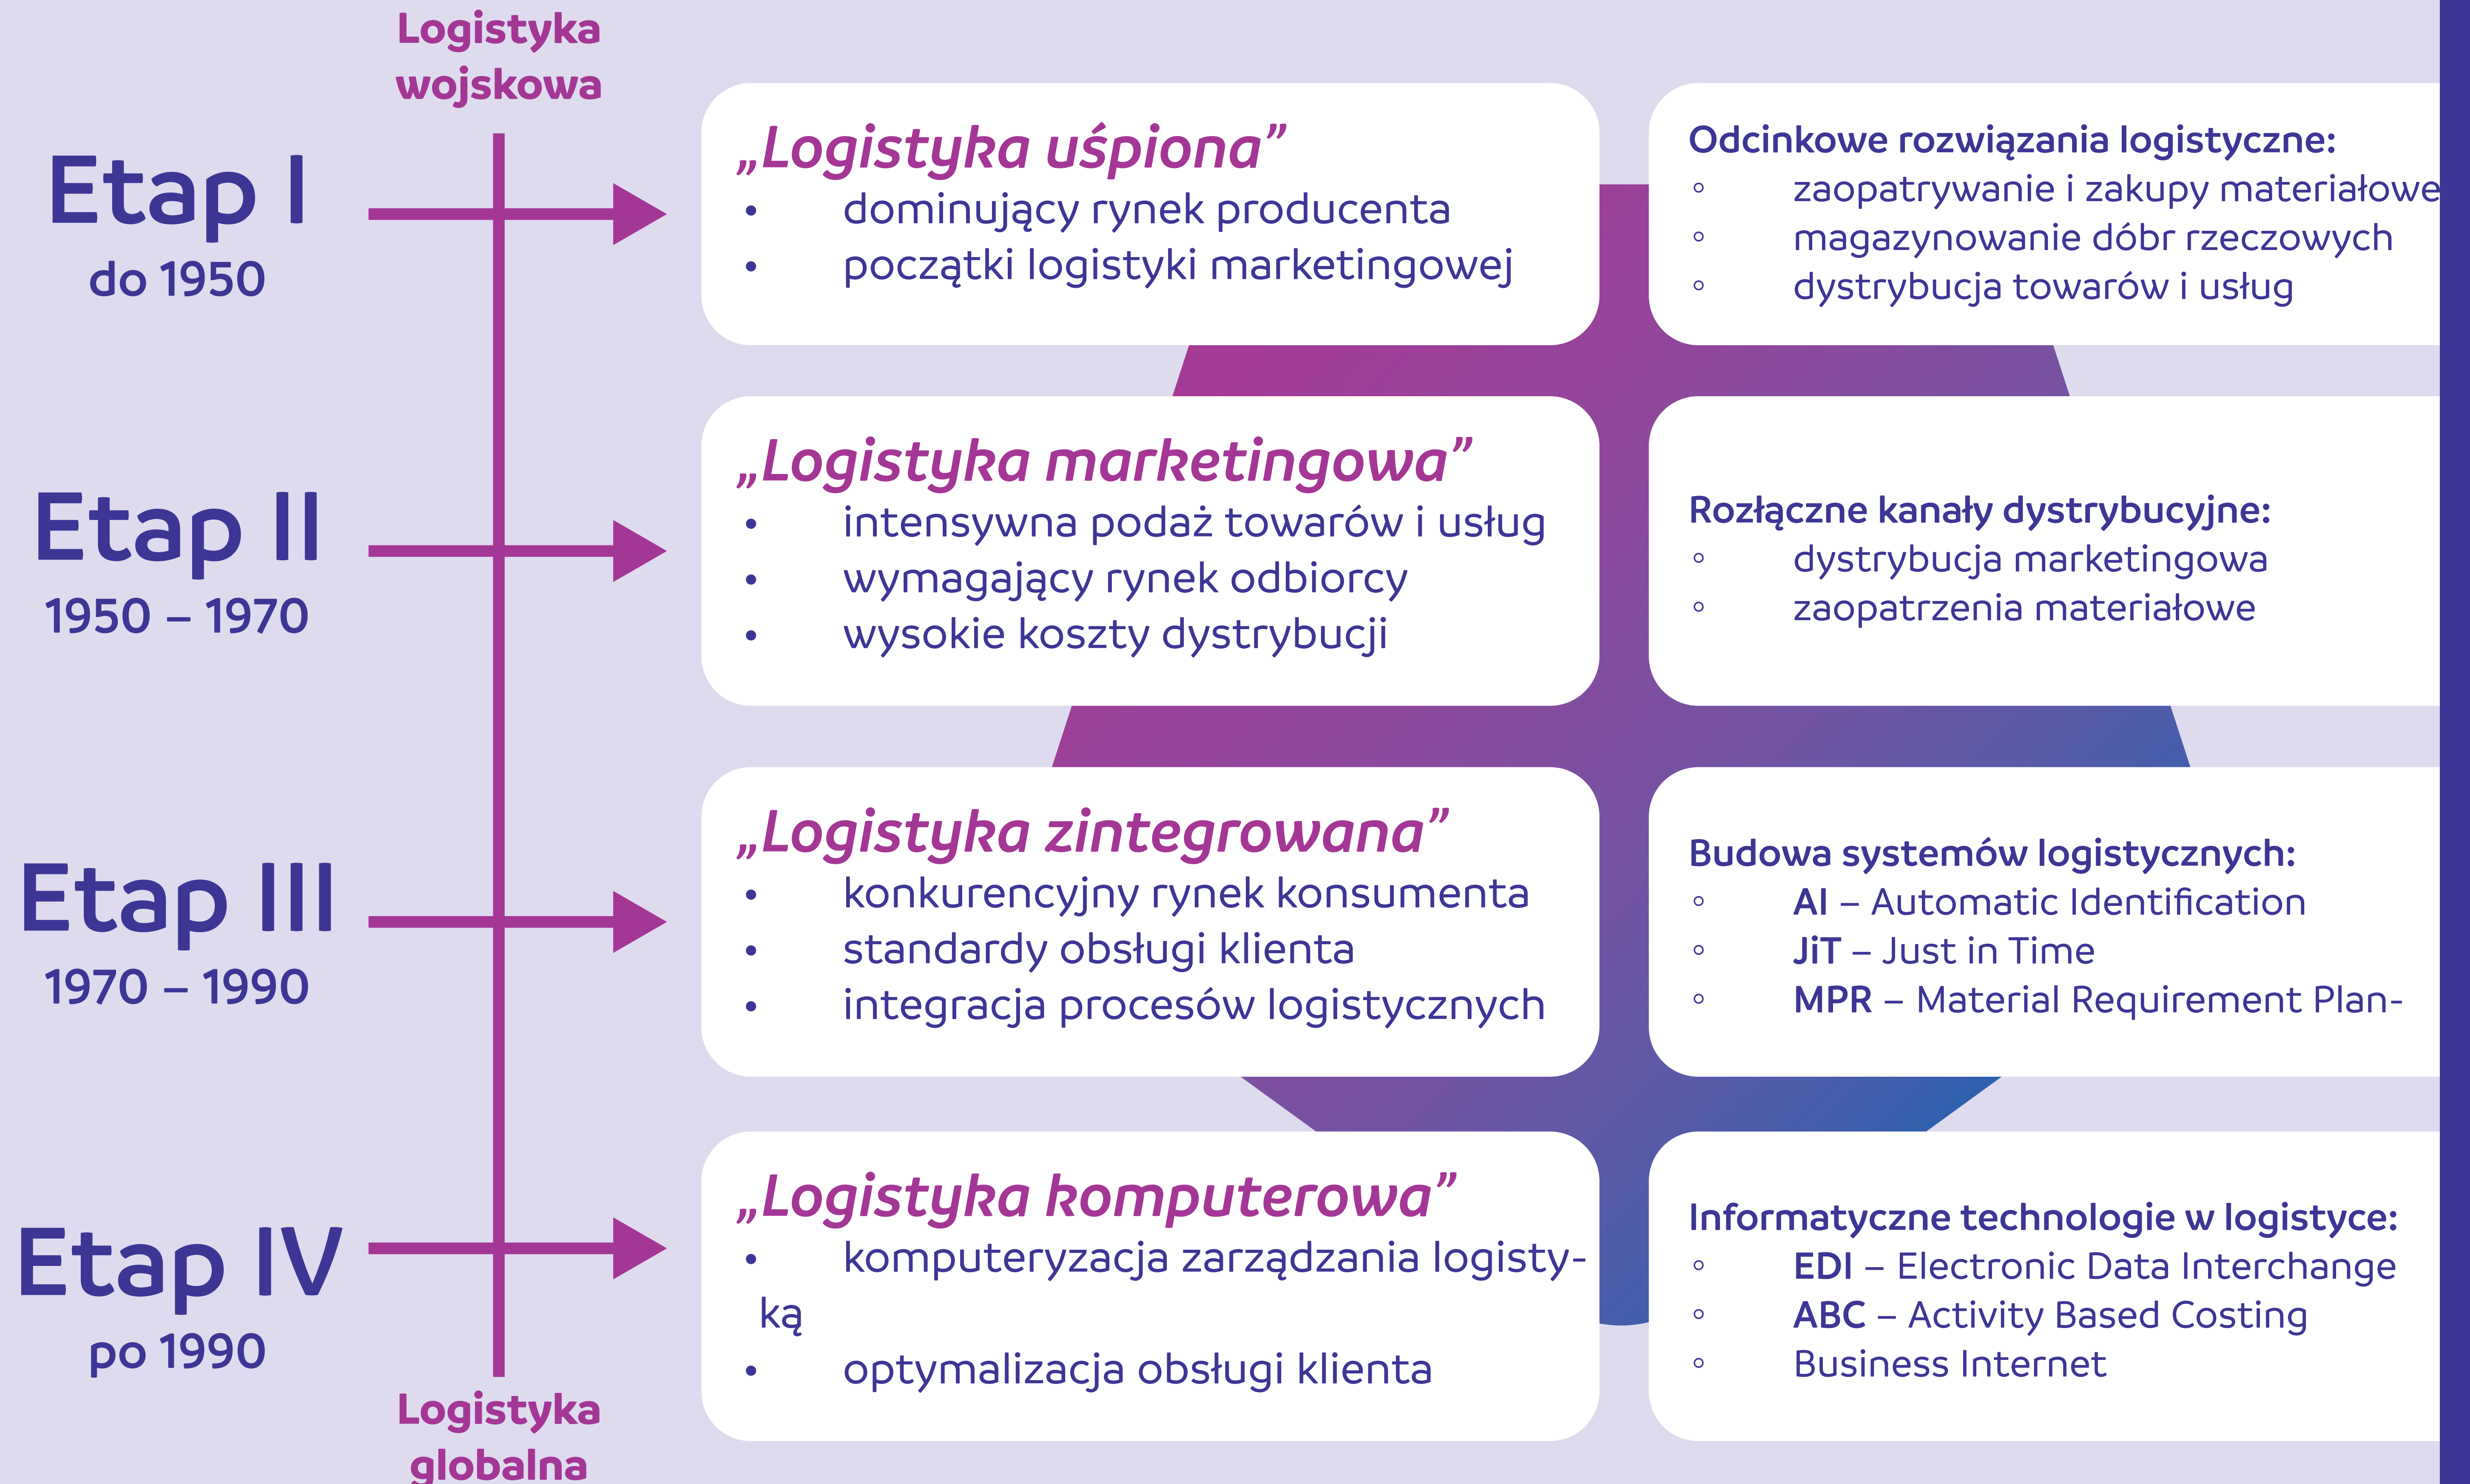 Logistyka
wojskowa
Etap I
do 1950
„Logistyka uśpiona”
• dominujący rynek producenta
• początki logistyki marketingowej
Odcinkowe rozwiązania logistyczne:
◦ zaopatrywanie i zakupy materiałowe
◦ magazynowanie dóbr rzeczowych
◦ dystrybucja towarów i usług
Etap II
1950 – 1970
„Logistyka marketingowa”
• intensywna podaż towarów i usług
• wymagający rynek odbiorcy
• wysokie koszty dystrybucji
Rozłączne kanały dystrybucyjne:
◦ dystrybucja marketingowa
◦ zaopatrzenia materiałowe
Etap III
1970 – 1990
„Logistyka zintegrowana”
• konkurencyjny rynek konsumenta
• standardy obsługi klienta
• integracja procesów logistycznych
Budowa systemów logistycznych:
◦ AI – Automatic Identification
◦ JiT – Just in Time
◦ MPR – Material Requirement Plan-
Etap IV
po 1990
„Logistyka komputerowa”
• komputeryzacja zarządzania logisty-
ką
• optymalizacja obsługi klienta
Informatyczne technologie w logistyce:
◦ EDI – Electronic Data Interchange
◦ ABC – Activity Based Costing
◦ Business Internet
Logistyka
globalna